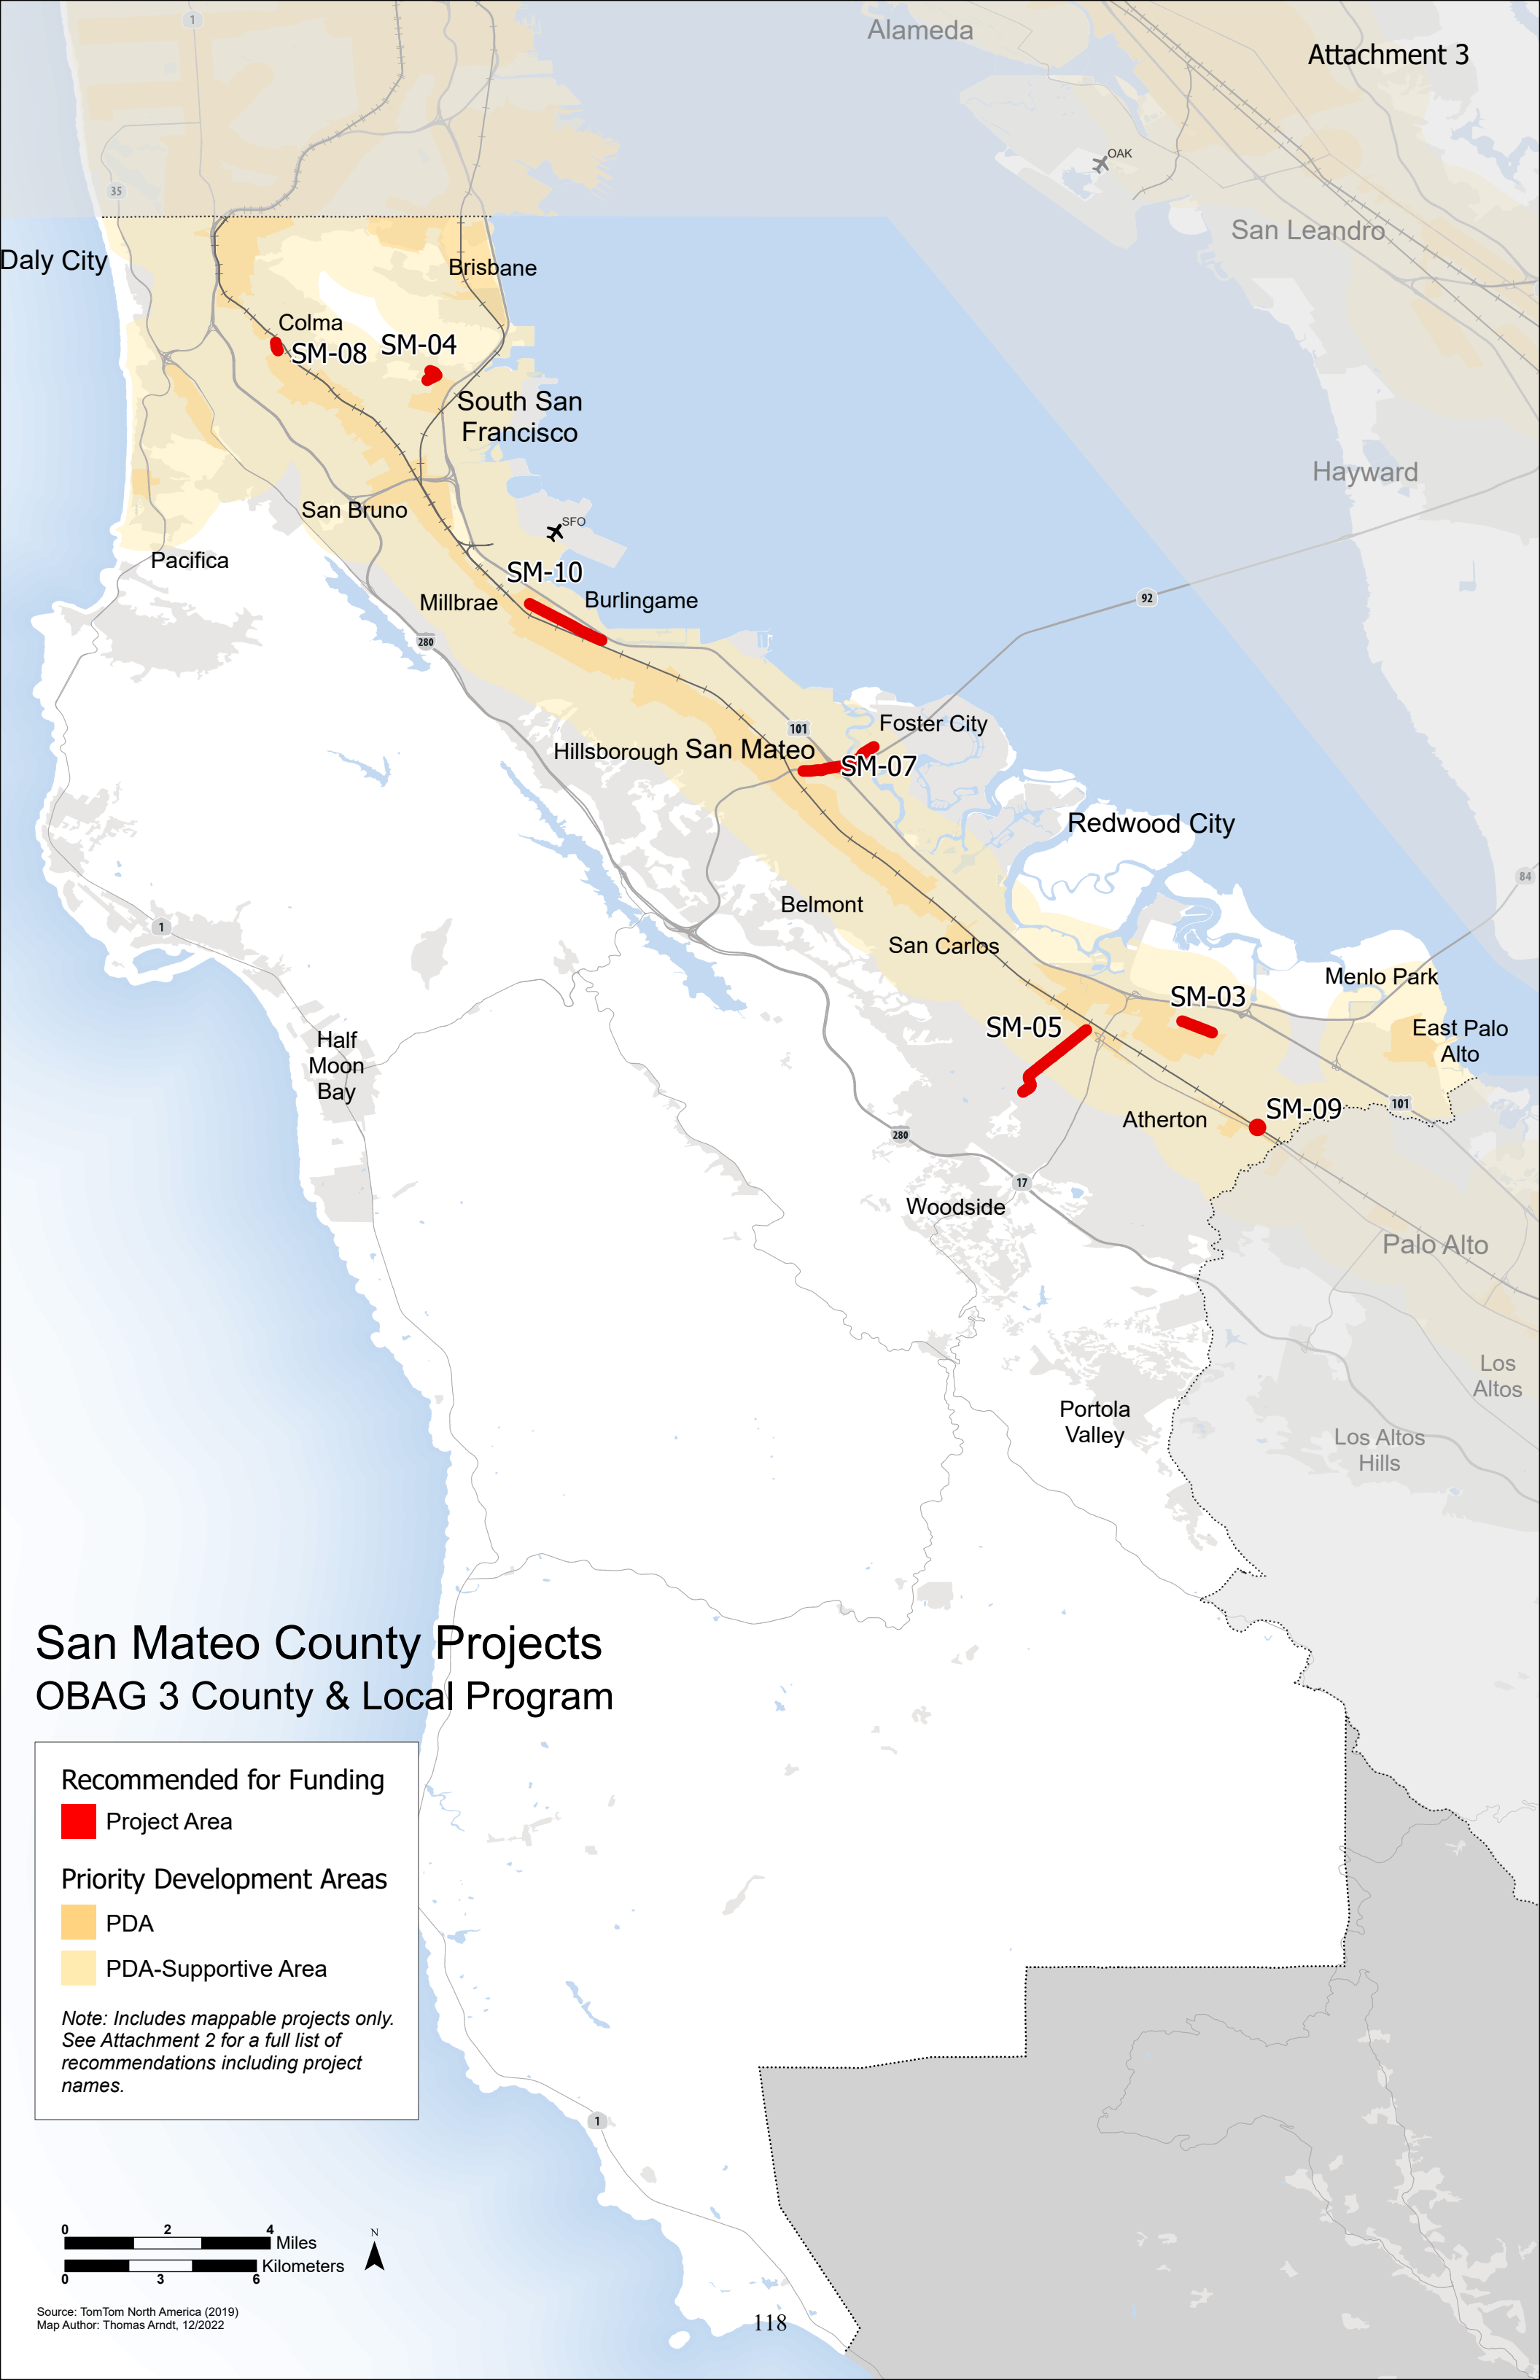 1
Alameda
Attachment 3
OAK
35
San Leandro
Daly City
Brisbane
Colma
SM-08
SM-04
South San
Francisco
Hayward
San Bruno
SFO
Pacifica
SM-10
Millbrae
Burlingame
92
280
101
Foster City
Hillsborough
San Mateo
SM-07
Redwood City
84
Belmont
1
San Carlos
Menlo Park
SM-03
SM-05
East Palo
Alto
Half
Moon
Bay
101
SM-09
Atherton
280
17
Woodside
Palo Alto
Los
Altos
Portola
Valley
Los Altos
Hills
San Mateo County Projects
OBAG 3 County & Local Program
Recommended for Funding
Project Area
Priority Development Areas
PDA
PDA-Supportive Area
Note: Includes mappable projects only.
See Attachment 2 for a full list of
recommendations including project
names.
1
0 2 4
Miles
Kilometers
0 3 6
N
Source: TomTom North America (2019)
Map Author: Thomas Arndt, 12/2022
118